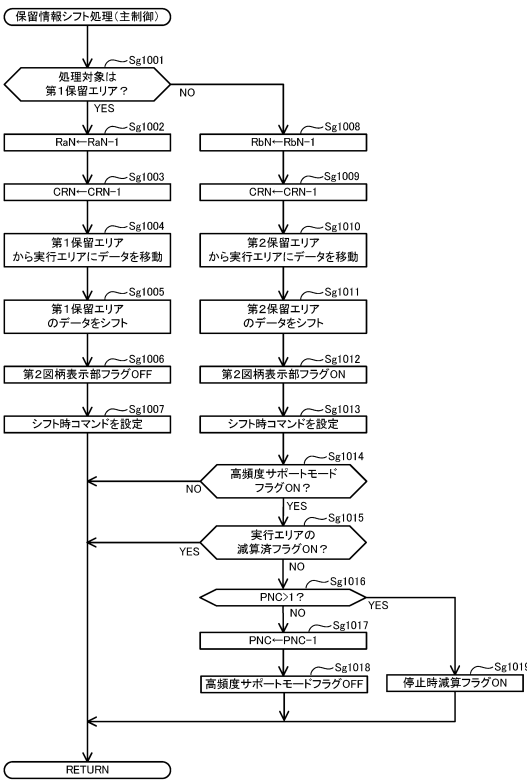 保留情報シフト処理(主制御)
Sg1001
処理対象は
第1保留エリア？
NO
YES
Sg1002
RaN←RaN-1
Sg1003
CRN←CRN-1
Sg1004
第1保留エリア
から実行エリアにデータを移動
Sg1005
第1保留エリア
のデータをシフト
Sg1006
第2図柄表示部フラグOFF
Sg1007
シフト時コマンドを設定
Sg1008
RbN←RbN-1
Sg1009
CRN←CRN-1
Sg1010
第2保留エリア
から実行エリアにデータを移動
Sg1011
第2保留エリア
のデータをシフト
Sg1012
第2図柄表示部フラグON
Sg1013
シフト時コマンドを設定
Sg1014
高頻度サポートモード
フラグON？
NO
YES
Sg1015
実行エリアの
減算済フラグON？
YES
NO
Sg1016
PNC>1？
YES
NO
Sg1017
PNC←PNC-1
Sg1018
高頻度サポートモードフラグOFF
Sg1019
停止時減算フラグON
RETURN